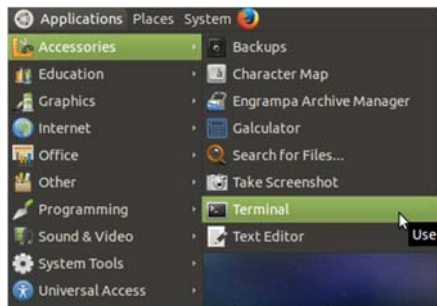 Applications Places System
Accessories
Education
Graphics
Internet
Office
Other
Programming
Sound & Video
System Tools
Universal Access
Backups
Character Map
Engrampa Archive Manager
Galculator
Search for Files...
Take Screenshot
Terminal
Text Editor
Use